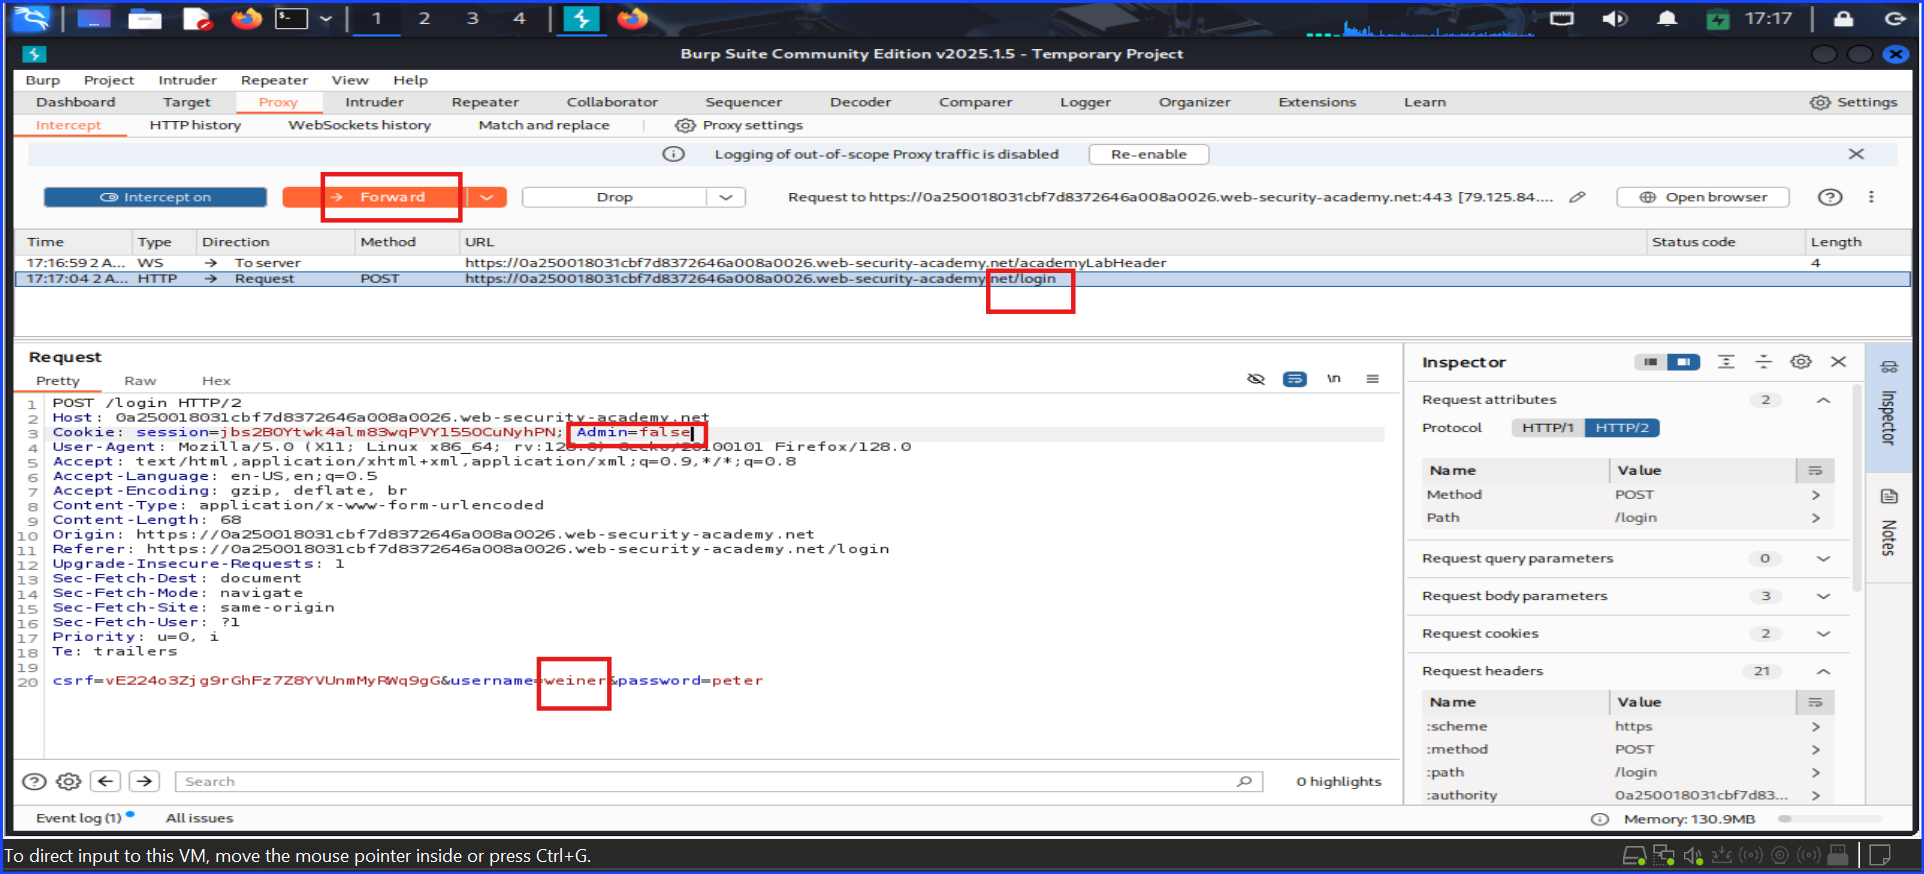 1 2 3 4 17:17
Burp Suite Community Edition v2025.1.5 - Temporary Project
Burp Project Intruder Repeater View Help
Dashboard Target Proxy Intruder Repeater Collaborator Sequencer Decoder Comparer Logger Organizer Extensions Learn Settings
Intercept HTTP history WebSockets history Match and replace Proxy settings
Logging of out-of-scope Proxy traffic is disabled Re-enable
Intercept on Forward Drop Request to https://0a250018031cbf7d8372646a008a0026.web-security-academy.net:443 [79.125.84.... Open browser
Time Type Direction Method URL Status code Length
17:16:59 2 A... WS → To server https://0a250018031cbf7d8372646a008a0026.web-security-academy.net/academyLabHeader 4
17:17:04 2 A... HTTP → Request POST https://0a250018031cbf7d8372646a008a0026.web-security-academy.net/login
Request
Pretty Raw Hex \n
1 POST /login HTTP/2
2 Host: 0a250018031cbf7d8372646a008a0026.web-security-academy.net
3 Cookie: session=jbs2BOYtwk4alm83wqPVY155OCuNyhPN; Admin=false
4 User-Agent: Mozilla/5.0 (X11; Linux x86_64; rv:128.0) Gecko/20100101 Firefox/128.0
5 Accept: text/html,application/xhtml+xml,application/xml;q=0.9,*/*;q=0.8
6 Accept-Language: en-US,en;q=0.5
7 Accept-Encoding: gzip, deflate, br
8 Content-Type: application/x-www-form-urlencoded
9 Content-Length: 68
10 Origin: https://0a250018031cbf7d8372646a008a0026.web-security-academy.net
11 Referer: https://0a250018031cbf7d8372646a008a0026.web-security-academy.net/login
12 Upgrade-Insecure-Requests: 1
13 Sec-Fetch-Dest: document
14 Sec-Fetch-Mode: navigate
15 Sec-Fetch-Site: same-origin
16 Sec-Fetch-User: ?1
17 Priority: u=0, i
18 Te: trailers
19
20 csrf=vE224o3Zjg9rGhFz7Z8YVUnmMyRWq9gG&username=weiner&password=peter
Search 0 highlights
Inspector
Request attributes 2
Protocol HTTP/1 HTTP/2
Name Value
Method POST
Path /login
Request query parameters 0
Request body parameters 3
Request cookies 2
Request headers 21
Name Value
:scheme https
:method POST
:path /login
:authority 0a250018031cbf7d83...
Inspector
Notes
Event log (1) All issues Memory: 130.9MB
To direct input to this VM, move the mouse pointer inside or press Ctrl+G.